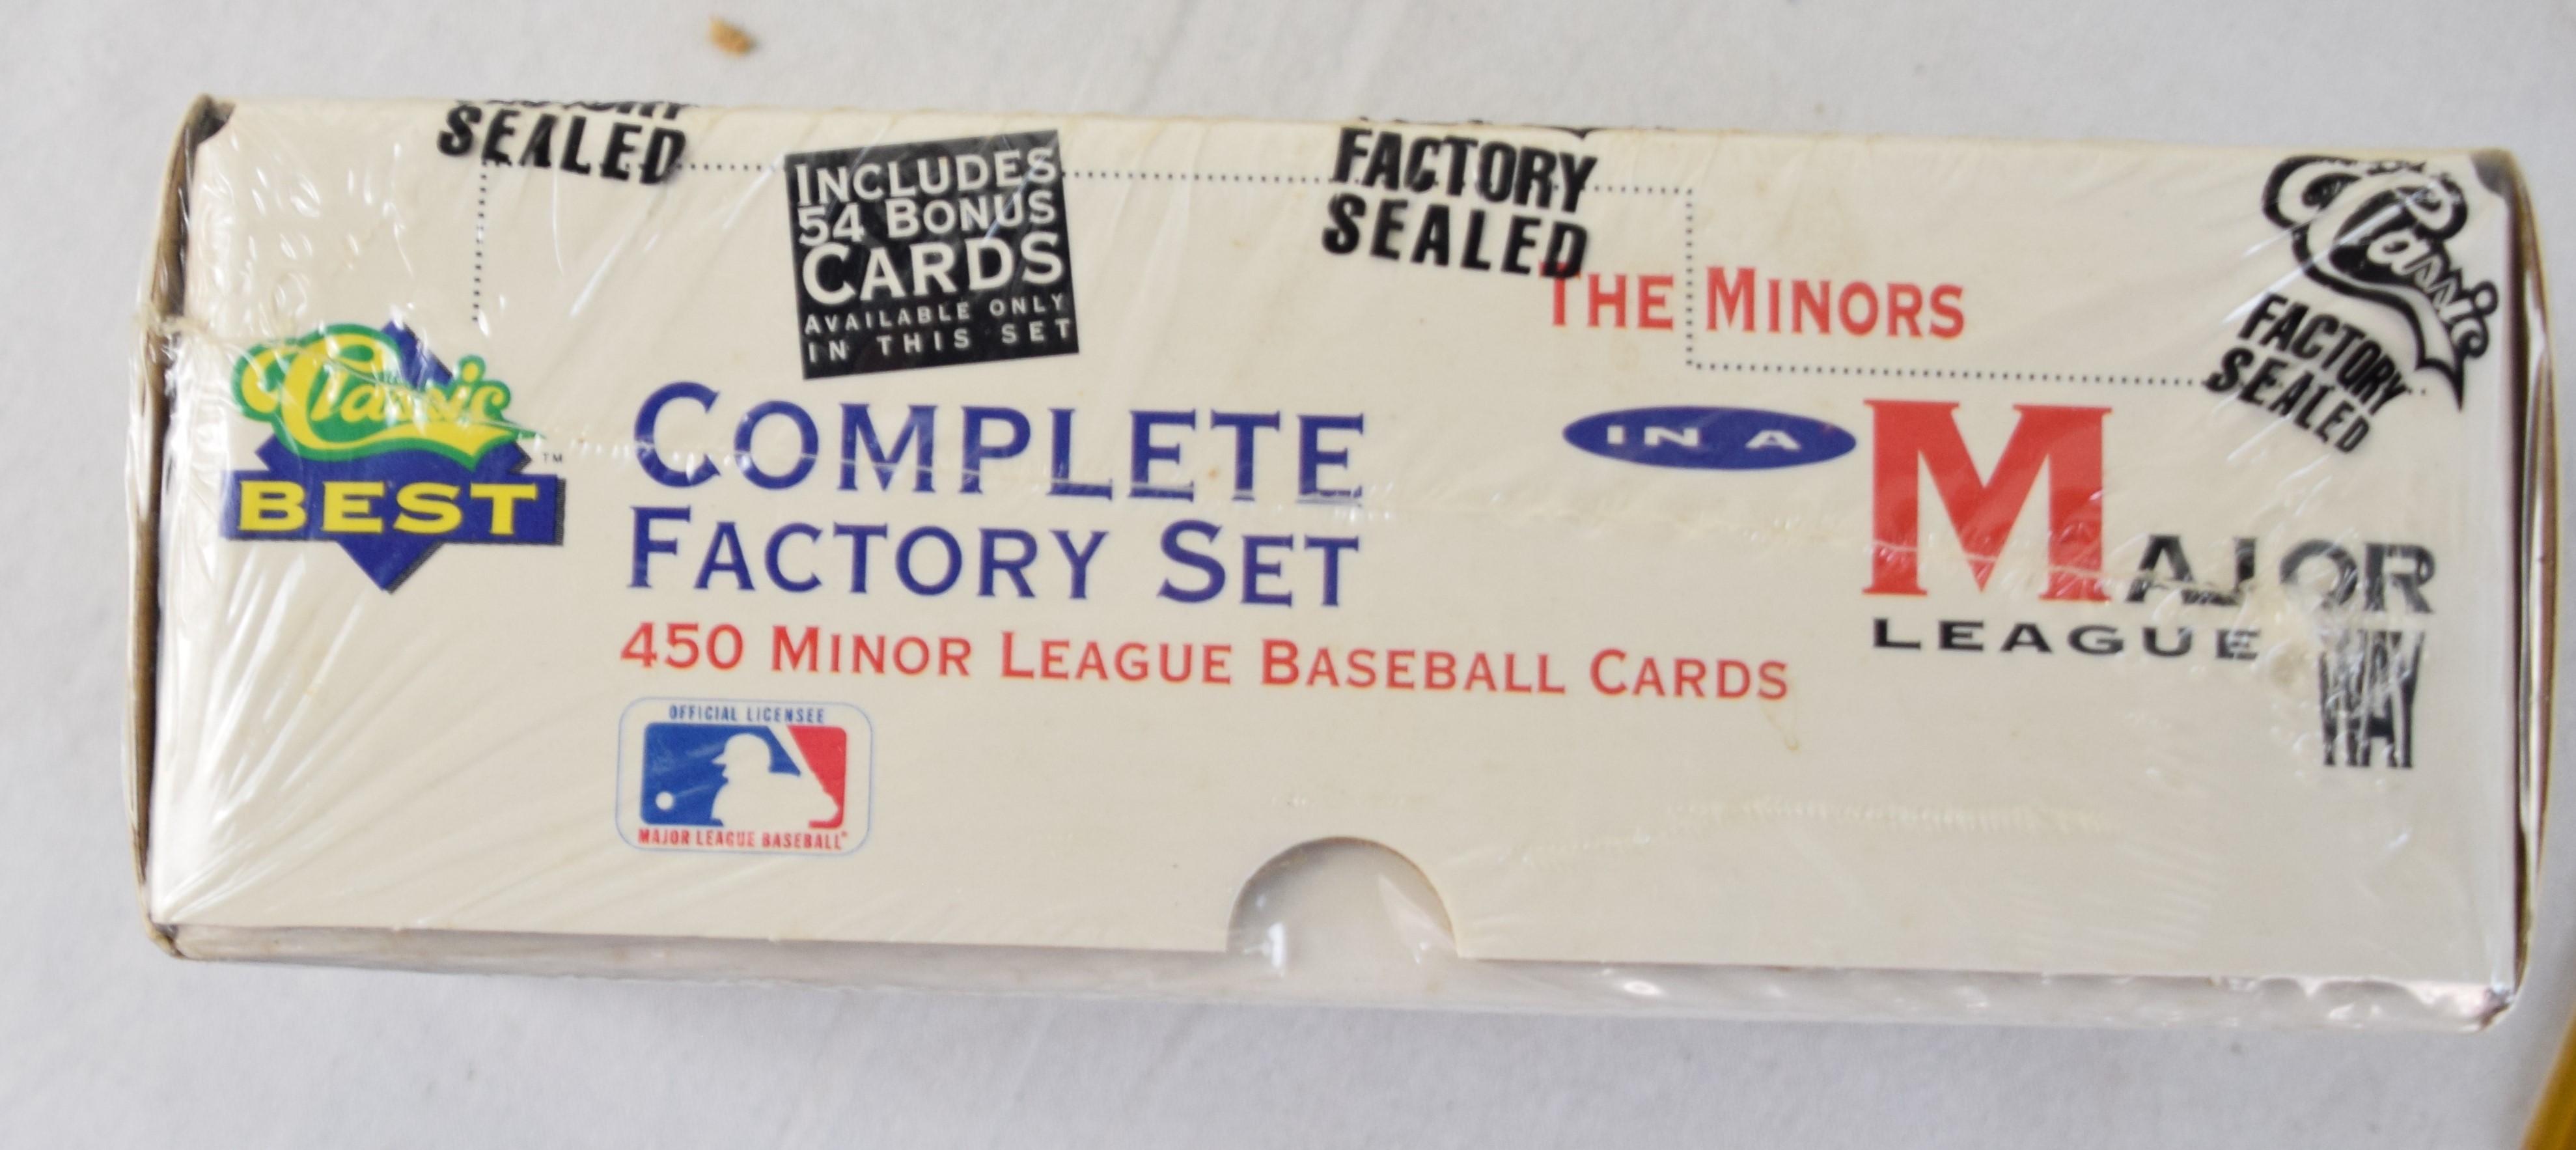 SEALED
INCLUDES
54 BONUS
CARDS
AVAILABLE ONLY
IN THIS SET
FACTORY
SEALED
Classic
FACTORY
SEALED
THE MINORS
IN A
MAJOR
LEAGUE
WAY
Classic
BEST
™
COMPLETE
FACTORY SET
450 MINOR LEAGUE BASEBALL CARDS
OFFICIAL LICENSEE
MAJOR LEAGUE BASEBALL®